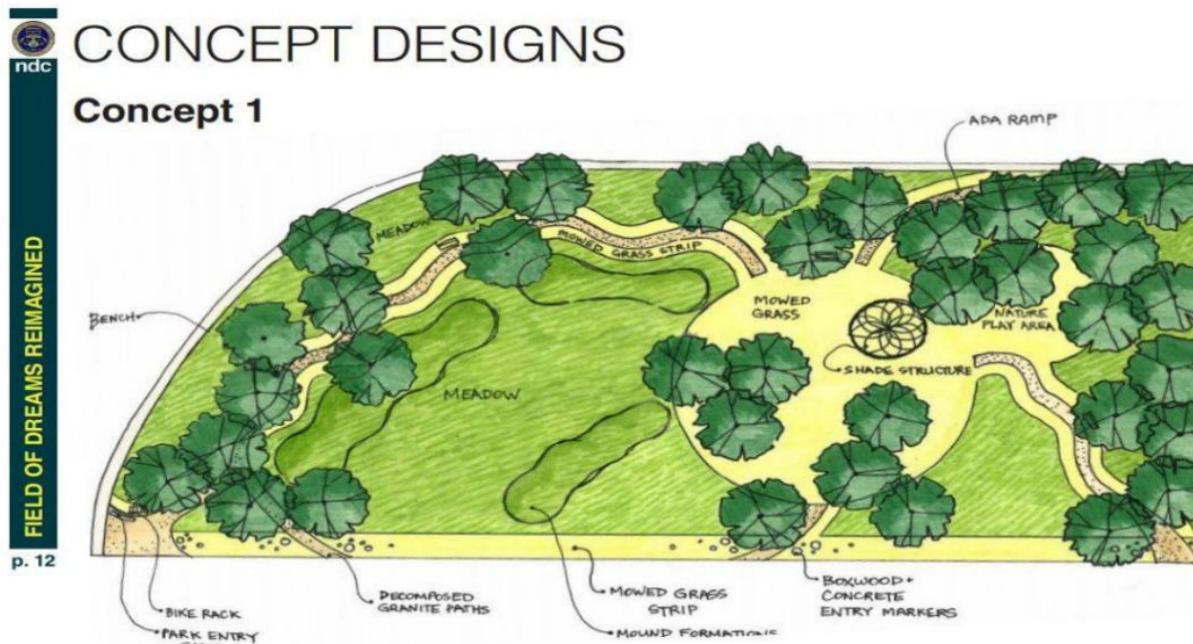 ndc
CONCEPT DESIGNS
Concept 1
FIELD OF DREAMS REIMAGINED
p. 12
ADA RAMP
MEADOW
MOWED GRASS STRIP
BENCH
MOWED
GRASS
NATURE
PLAY AREA
SHADE STRUCTURE
MEADOW
BIKE RACK
PARK ENTRY
DECOMPOSED
GRANITE PATHS
MOWED GRASS
STRIP
MOUND FORMATIONS
BOXWOOD +
CONCRETE
ENTRY MARKERS